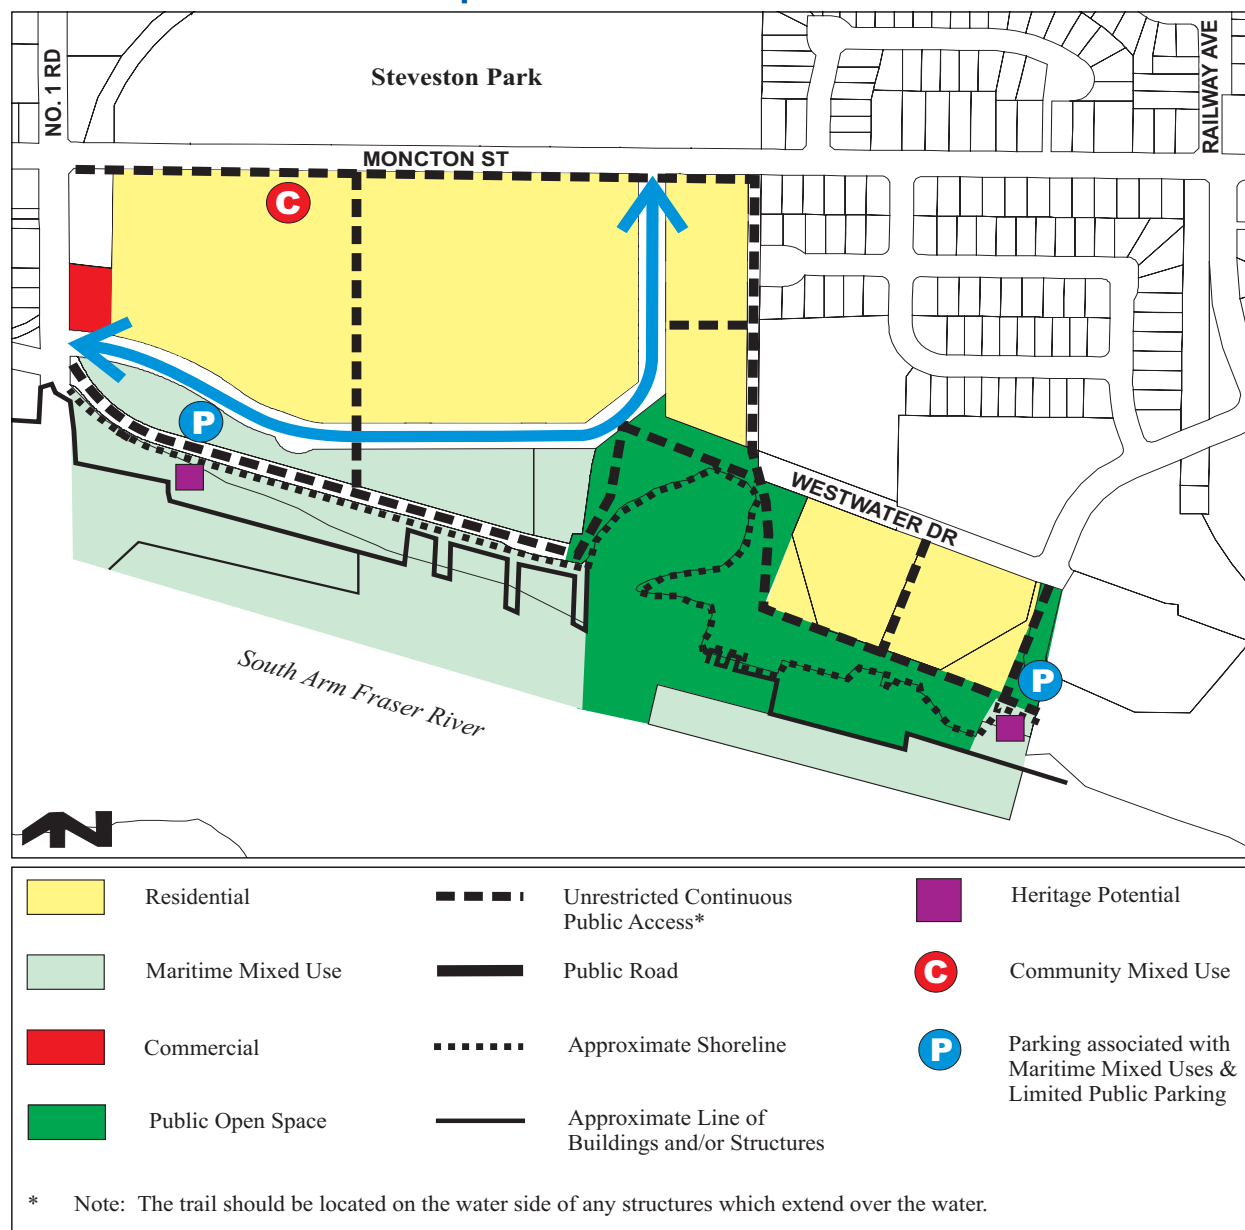 Steveston Park
NO. 1 RD
RAILWAY AVE
MONCTON ST
C
P
WESTWATER DR
P
South Arm Fraser River
N
Residential
Maritime Mixed Use
Commercial
Public Open Space
Unrestricted Continuous
Public Access*
Public Road
Approximate Shoreline
Approximate Line of
Buildings and/or Structures
Heritage Potential
C
Community Mixed Use
P
Parking associated with
Maritime Mixed Uses &
Limited Public Parking
* Note: The trail should be located on the water side of any structures which extend over the water.